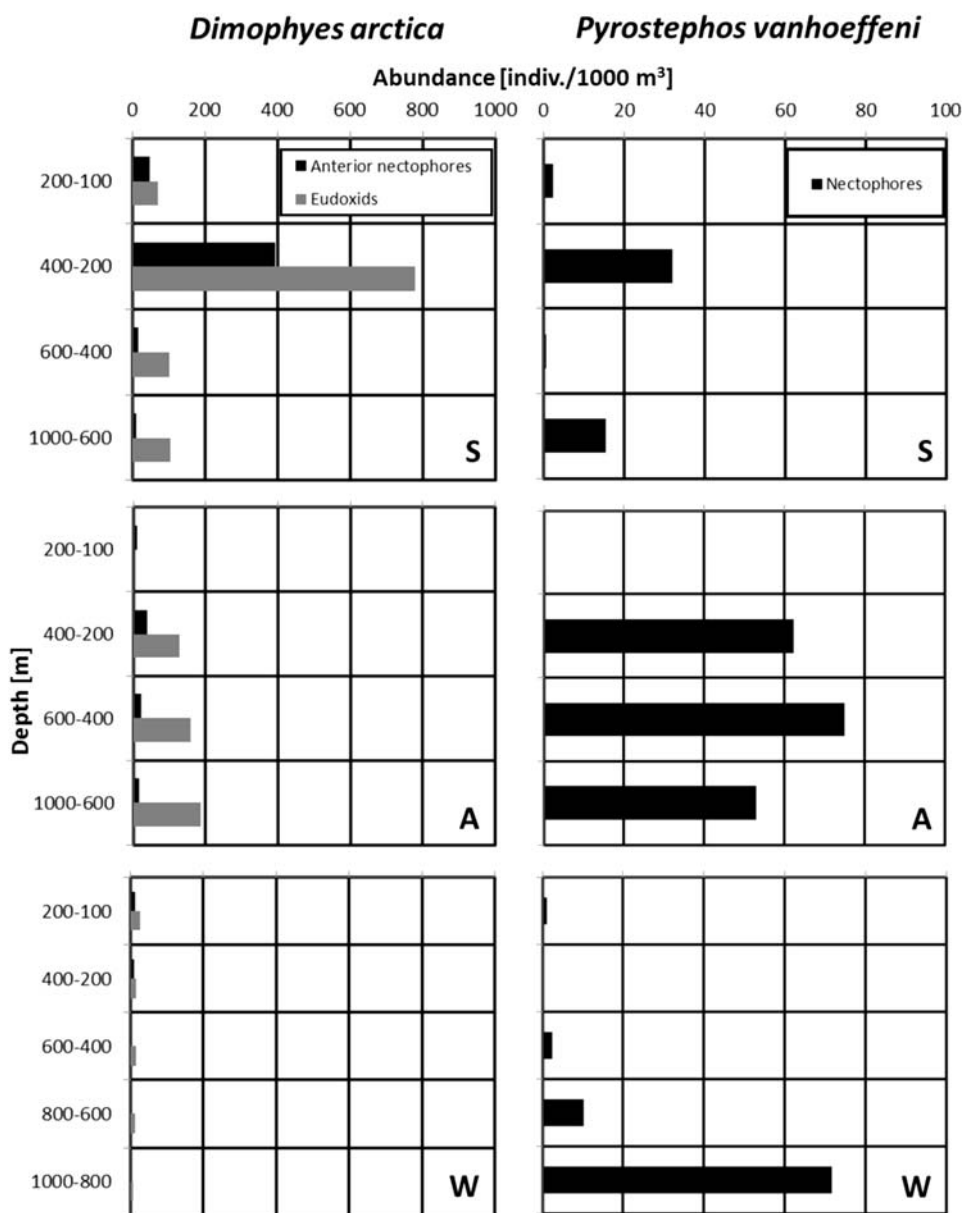 Dimophyes arctica Pyrostephos vanhoeffeni
Abundance [indiv./1000 m³]
0 200 400 600 800 1000 0 20 40 60 80 100
Anterior nectophores
Eudoxids
Nectophores
200-100
400-200
600-400
1000-600
S S
Depth [m]
200-100
400-200
600-400
1000-600
A A
200-100
400-200
600-400
800-600
1000-800
W W